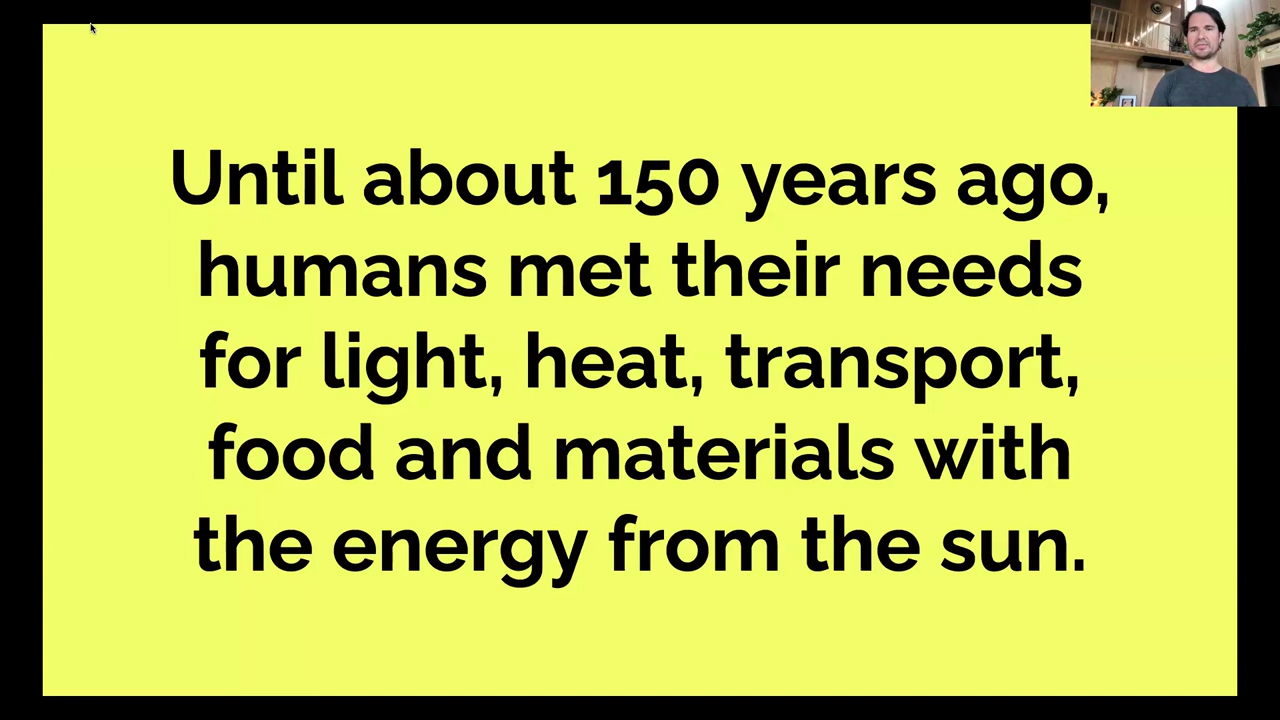 Until about 150 years ago,
humans met their needs
for light, heat, transport,
food and materials with
the energy from the sun.